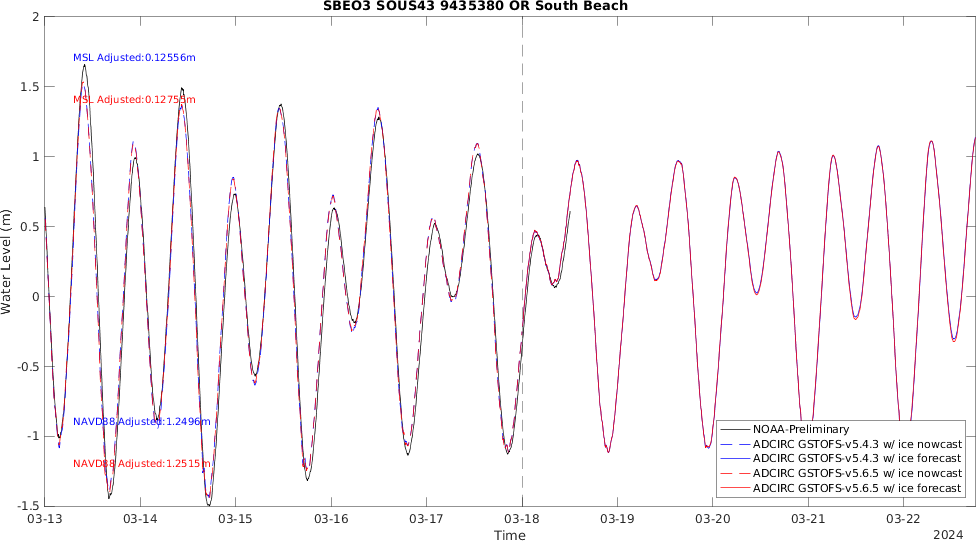 SBEO3 SOUS43 9435380 OR South Beach
Water Level (m)
2
1.5
1
0.5
0
-0.5
-1
-1.5
MSL Adjusted:0.12556m
MSL Adjusted:0.12755m
NAVD88 Adjusted:1.2496m
NAVD88 Adjusted:1.2515m
NOAA-Preliminary
ADCIRC GSTOFS-v5.4.3 w/ ice nowcast
ADCIRC GSTOFS-v5.4.3 w/ ice forecast
ADCIRC GSTOFS-v5.6.5 w/ ice nowcast
ADCIRC GSTOFS-v5.6.5 w/ ice forecast
03-13 03-14 03-15 03-16 03-17 03-18 03-19 03-20 03-21 03-22
Time
2024